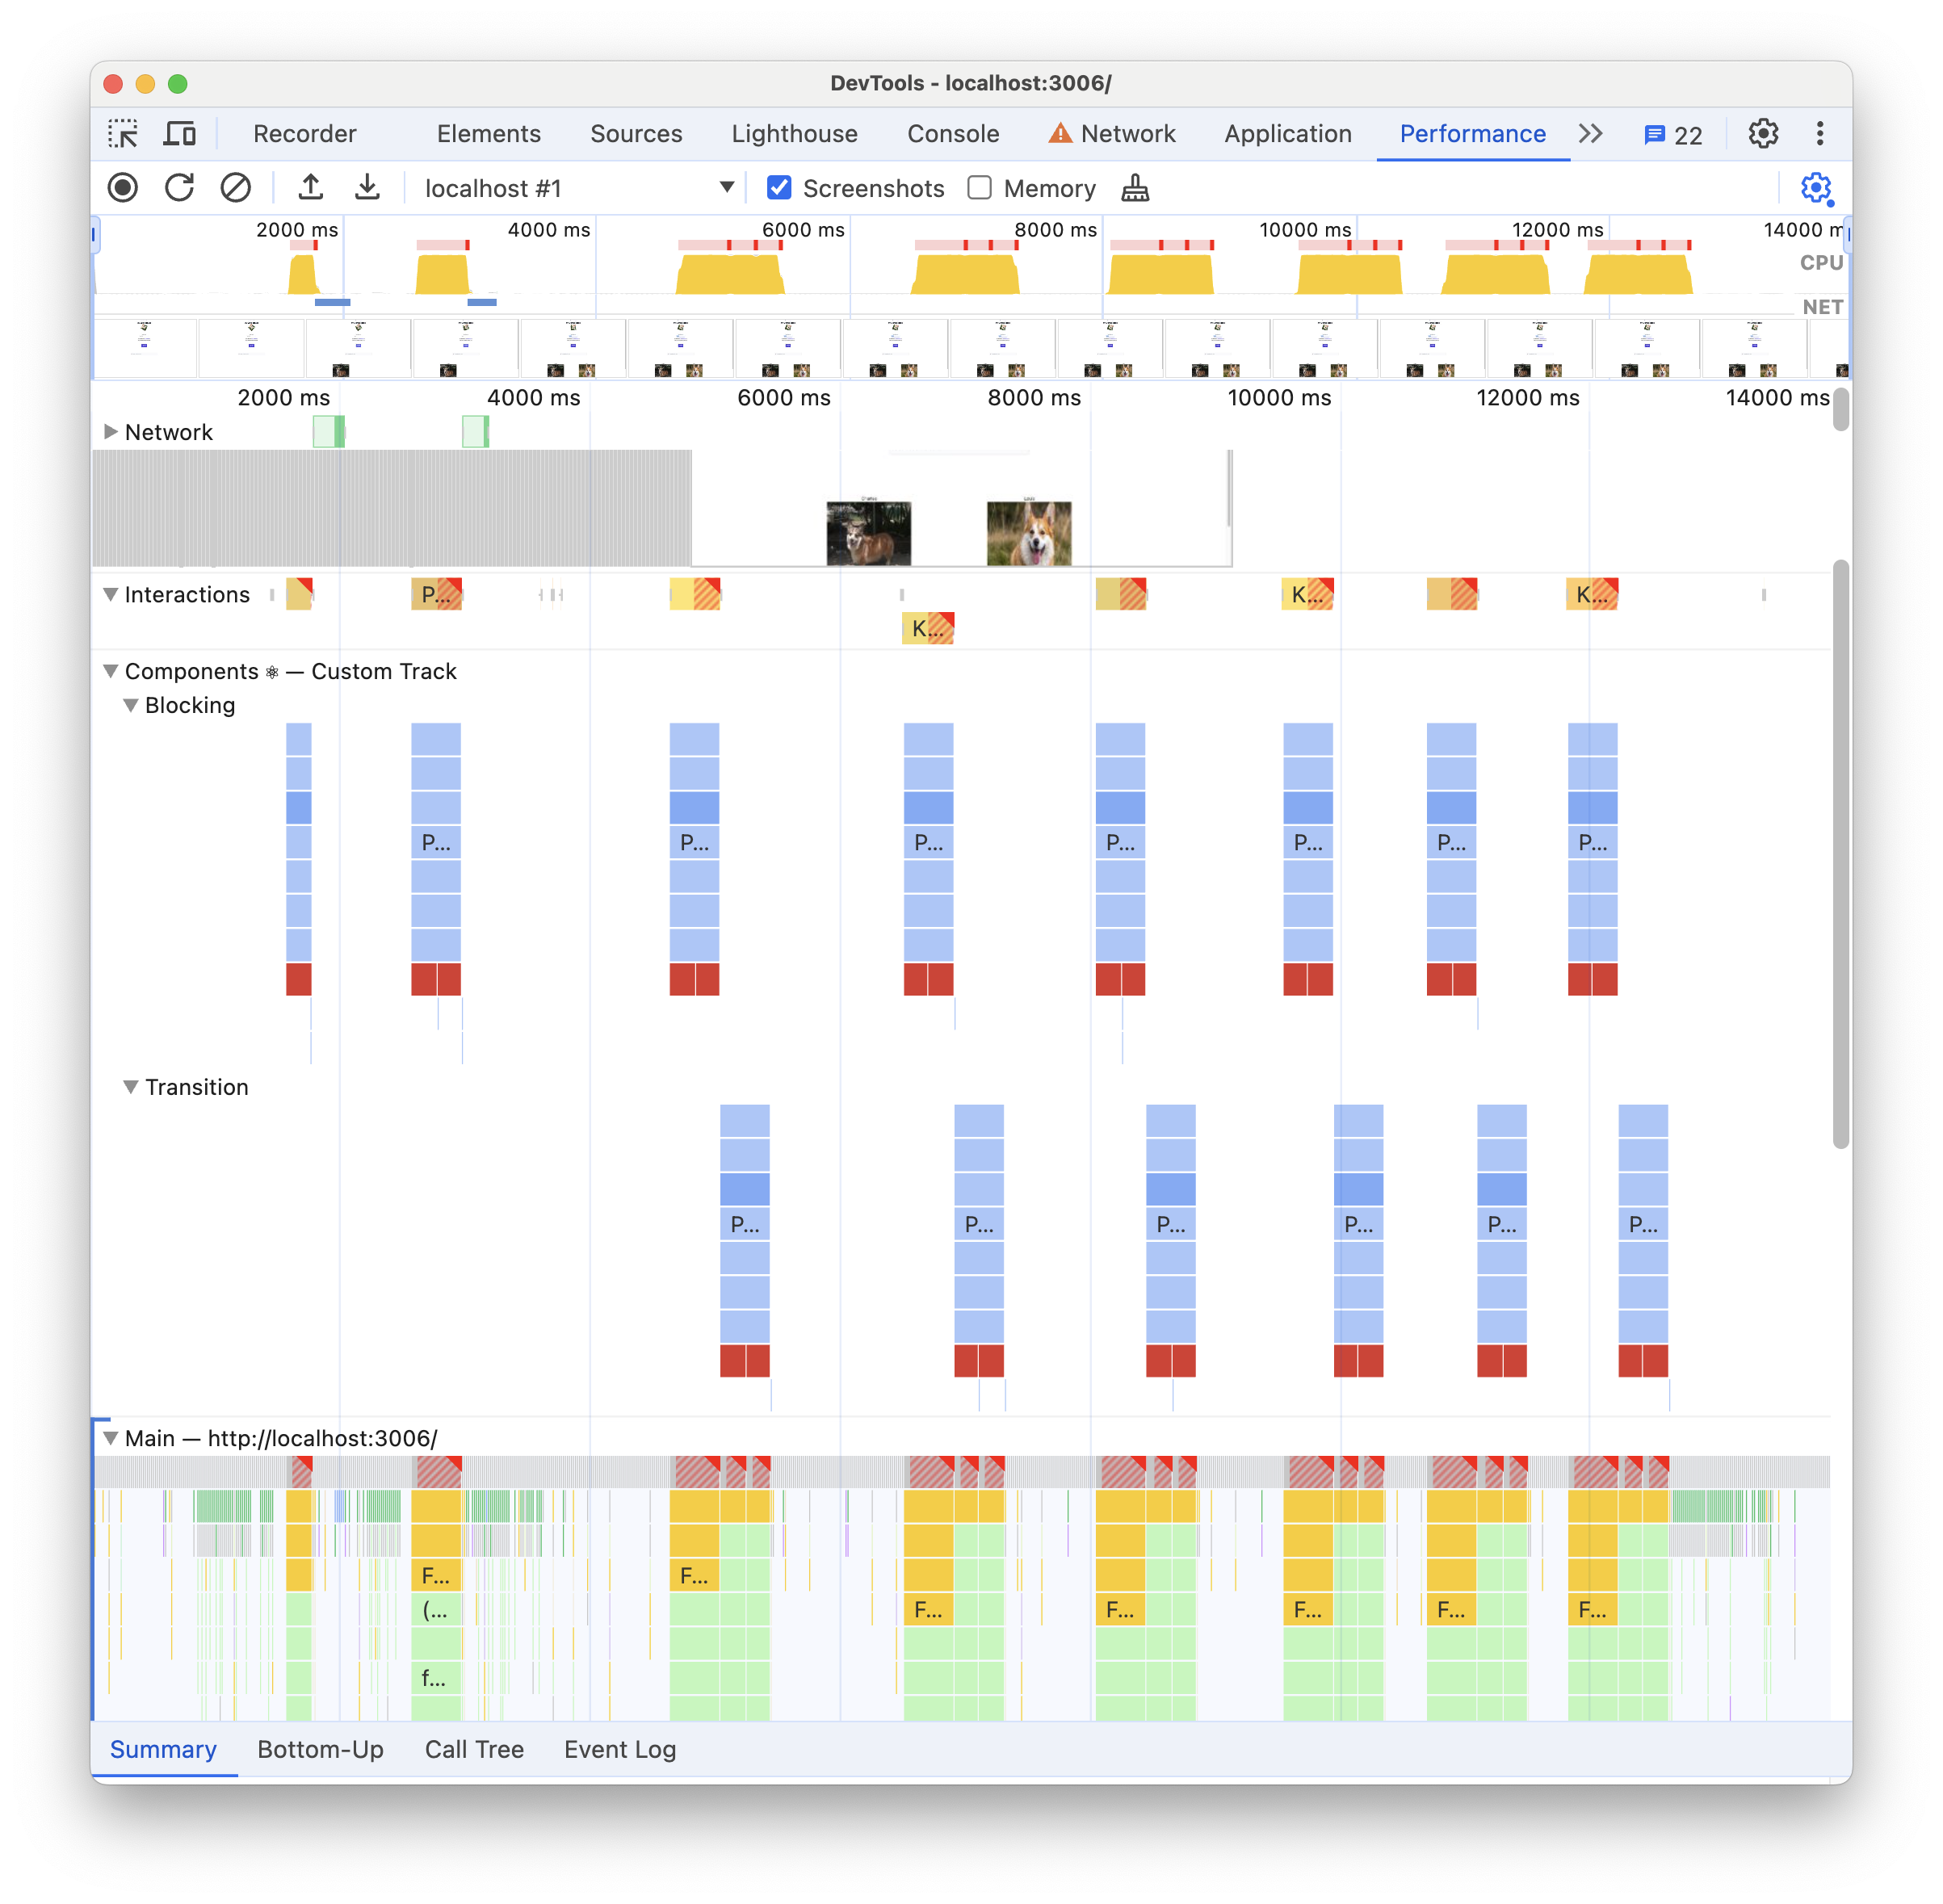 DevTools - localhost:3006/
Recorder Elements Sources Lighthouse Console Network Application Performance 22
localhost #1 Screenshots Memory
2000 ms 4000 ms 6000 ms 8000 ms 10000 ms 12000 ms 14000 m
CPU
NET
2000 ms 4000 ms 6000 ms 8000 ms 10000 ms 12000 ms 14000 ms
Network
Interactions P... K... K...
K...
Components ⚛ — Custom Track
Blocking
P... P... P... P... P... P... P...
Transition
P... P... P... P... P... P...
Main — http://localhost:3006/
F... F...
(... F... F... F... F... F...
f...
Summary Bottom-Up Call Tree Event Log